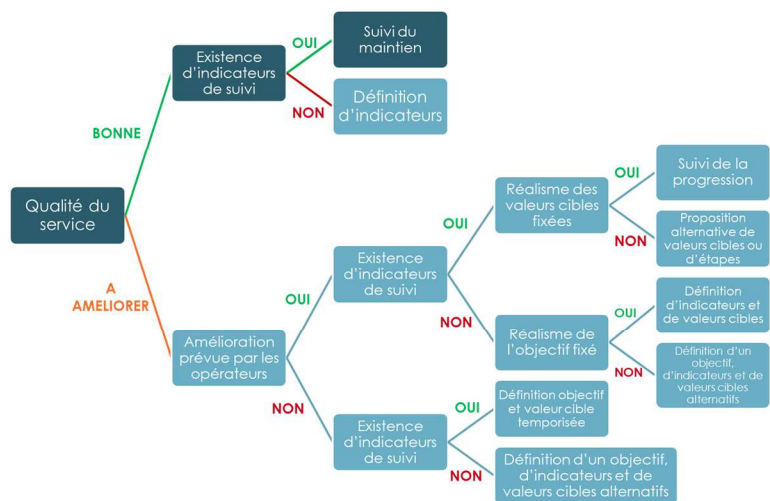 Qualité du
service
BONNE
A
AMELIORER
Existence
d'indicateurs
de suivi
OUI
NON
Suivi du
maintien
Définition
d'indicateurs
Amélioration
prévue par les
opérateurs
OUI
NON
Existence
d'indicateurs
de suivi
OUI
NON
Réalisme des
valeurs cibles
fixées
OUI
NON
Suivi de la
progression
Proposition
alternative de
valeurs cibles ou
d'étapes
Réalisme de
l'objectif fixé
OUI
NON
Définition
d'indicateurs et
de valeurs cibles
Définition d'un
objectif,
d'indicateurs et de
valeurs cibles
alternatifs
Existence
d'indicateurs
de suivi
OUI
NON
Définition objectif
et valeur cible
temporisée
Définition d'un objectif,
d'indicateurs et de
valeurs cibles alternatifs